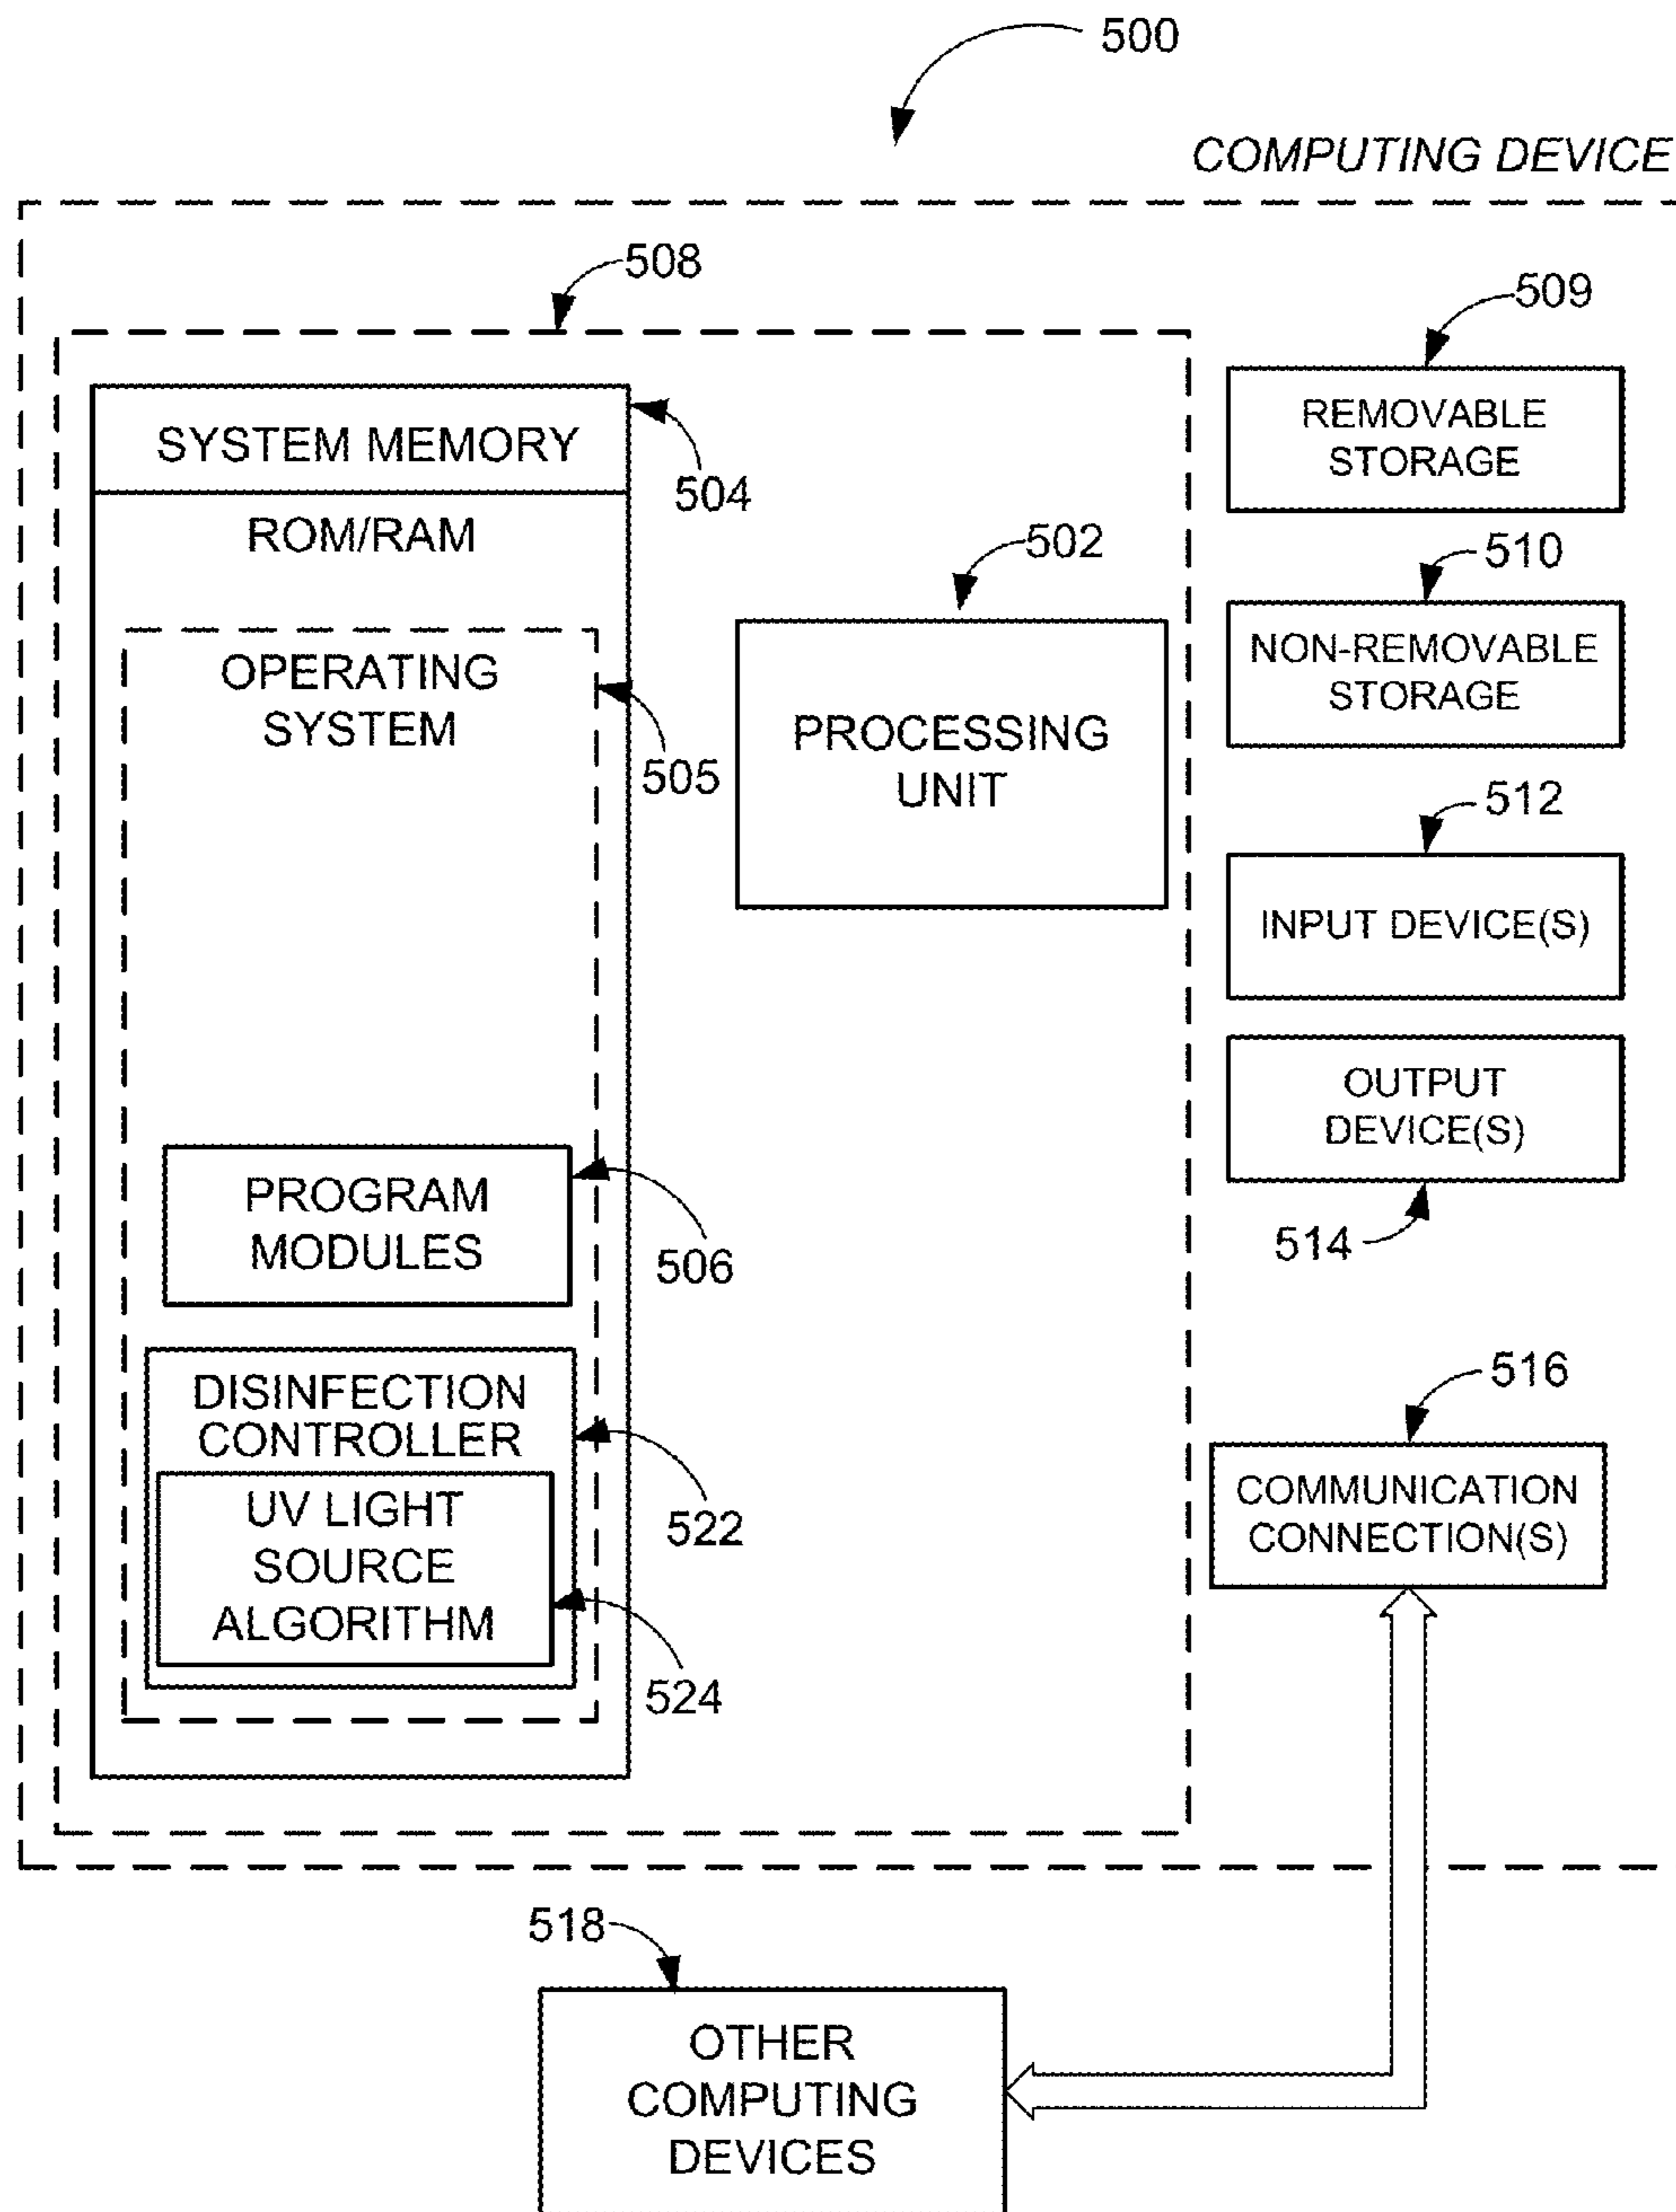 500
COMPUTING DEVICE
508
509
SYSTEM MEMORY
504
ROM/RAM
OPERATING
SYSTEM
505
502
PROCESSING
UNIT
REMOVABLE
STORAGE
510
NON-REMOVABLE
STORAGE
512
INPUT DEVICE(S)
OUTPUT
DEVICE(S)
514
PROGRAM
MODULES
506
DISINFECTION
CONTROLLER
522
UV LIGHT
SOURCE
ALGORITHM
524
516
COMMUNICATION
CONNECTION(S)
518
OTHER
COMPUTING
DEVICES